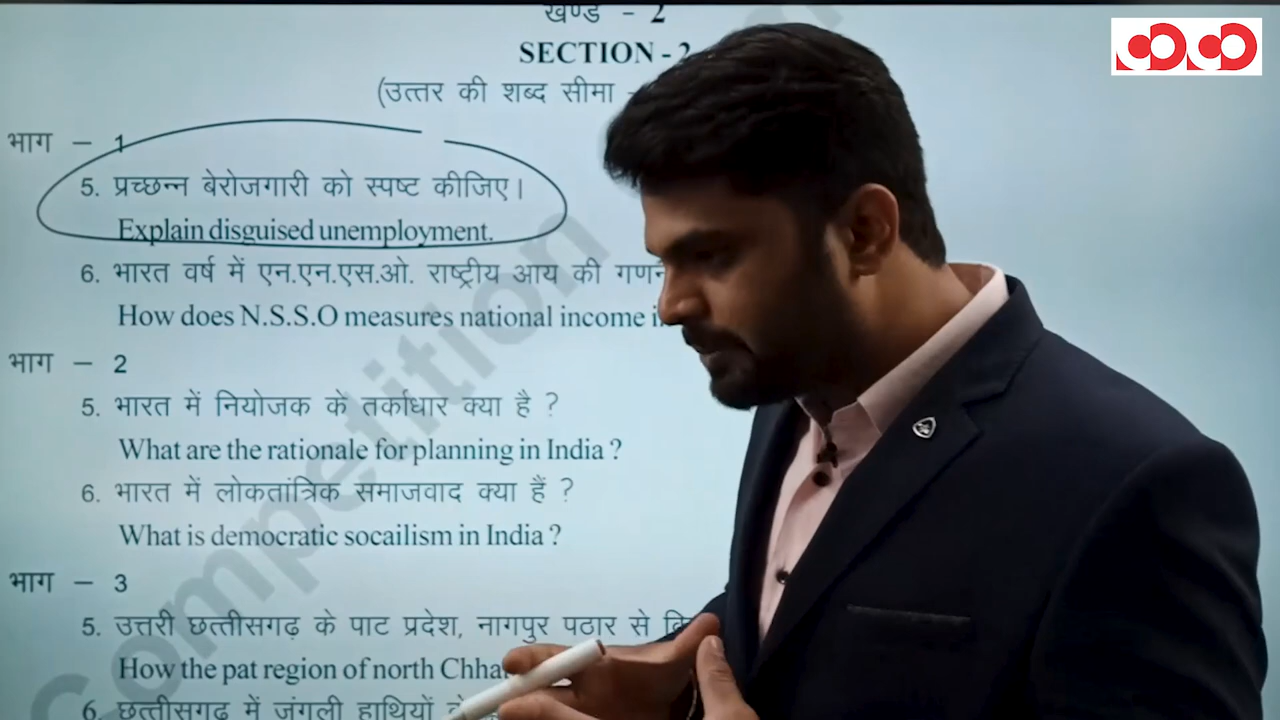 खण्ड - 2
SECTION - 2
(उत्तर की शब्द सीमा -
भाग - 1
5. प्रच्छन्न बेरोजगारी को स्पष्ट कीजिए।
Explain disguised unemployment.
6. भारत वर्ष में एन.एन.एस.ओ. राष्ट्रीय आय की
How does N.S.S.O measures national income
भाग - 2
5. भारत में नियोजक के तर्काधार क्या है ?
What are the rationale for planning in India ?
6. भारत में लोकतांत्रिक समाजवाद क्या हैं ?
What is democratic socailism in India ?
भाग - 3
5. उत्तरी छत्तीसगढ़ के पाट प्रदेश, नागपुर पठार से
How the pat region of north
6. छत्तीसगढ़ में जंगली हाथियों
Competition